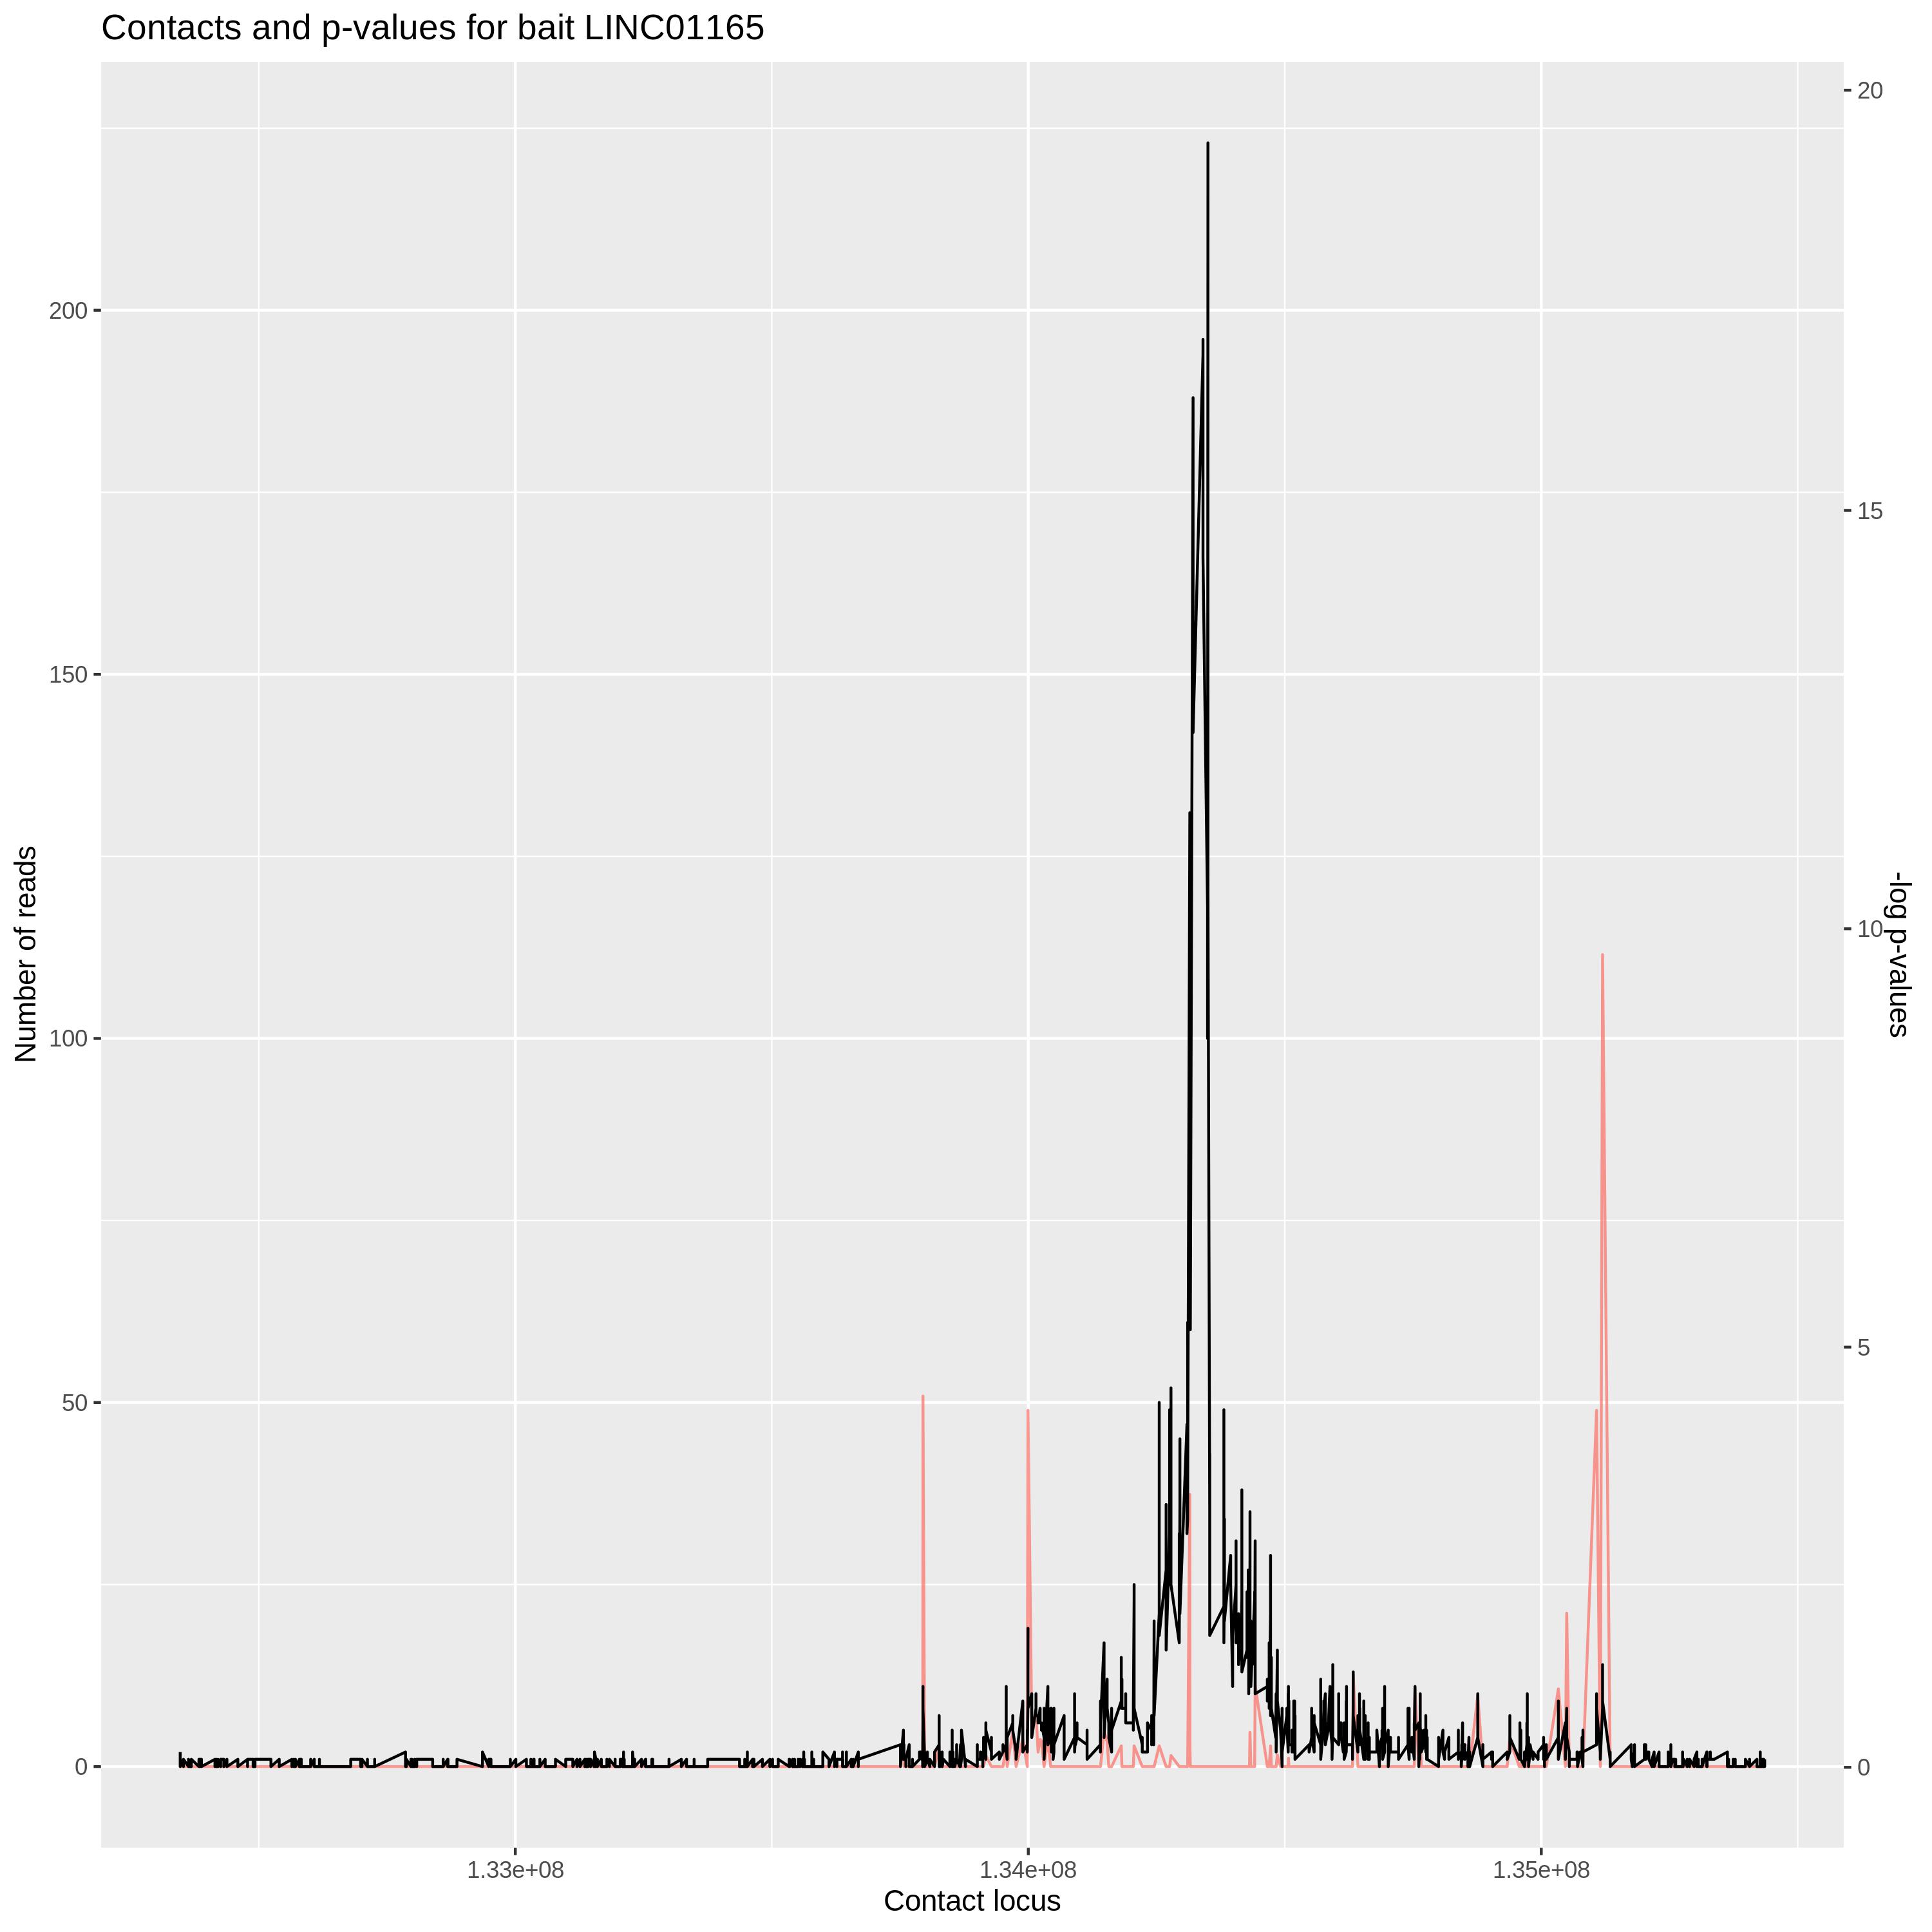 Contacts and p-values for bait LINC01165
Number of reads
200
150
100
50
0
20
15
10
5
0
-log p-values
1.33e+08 1.34e+08 1.35e+08
Contact locus